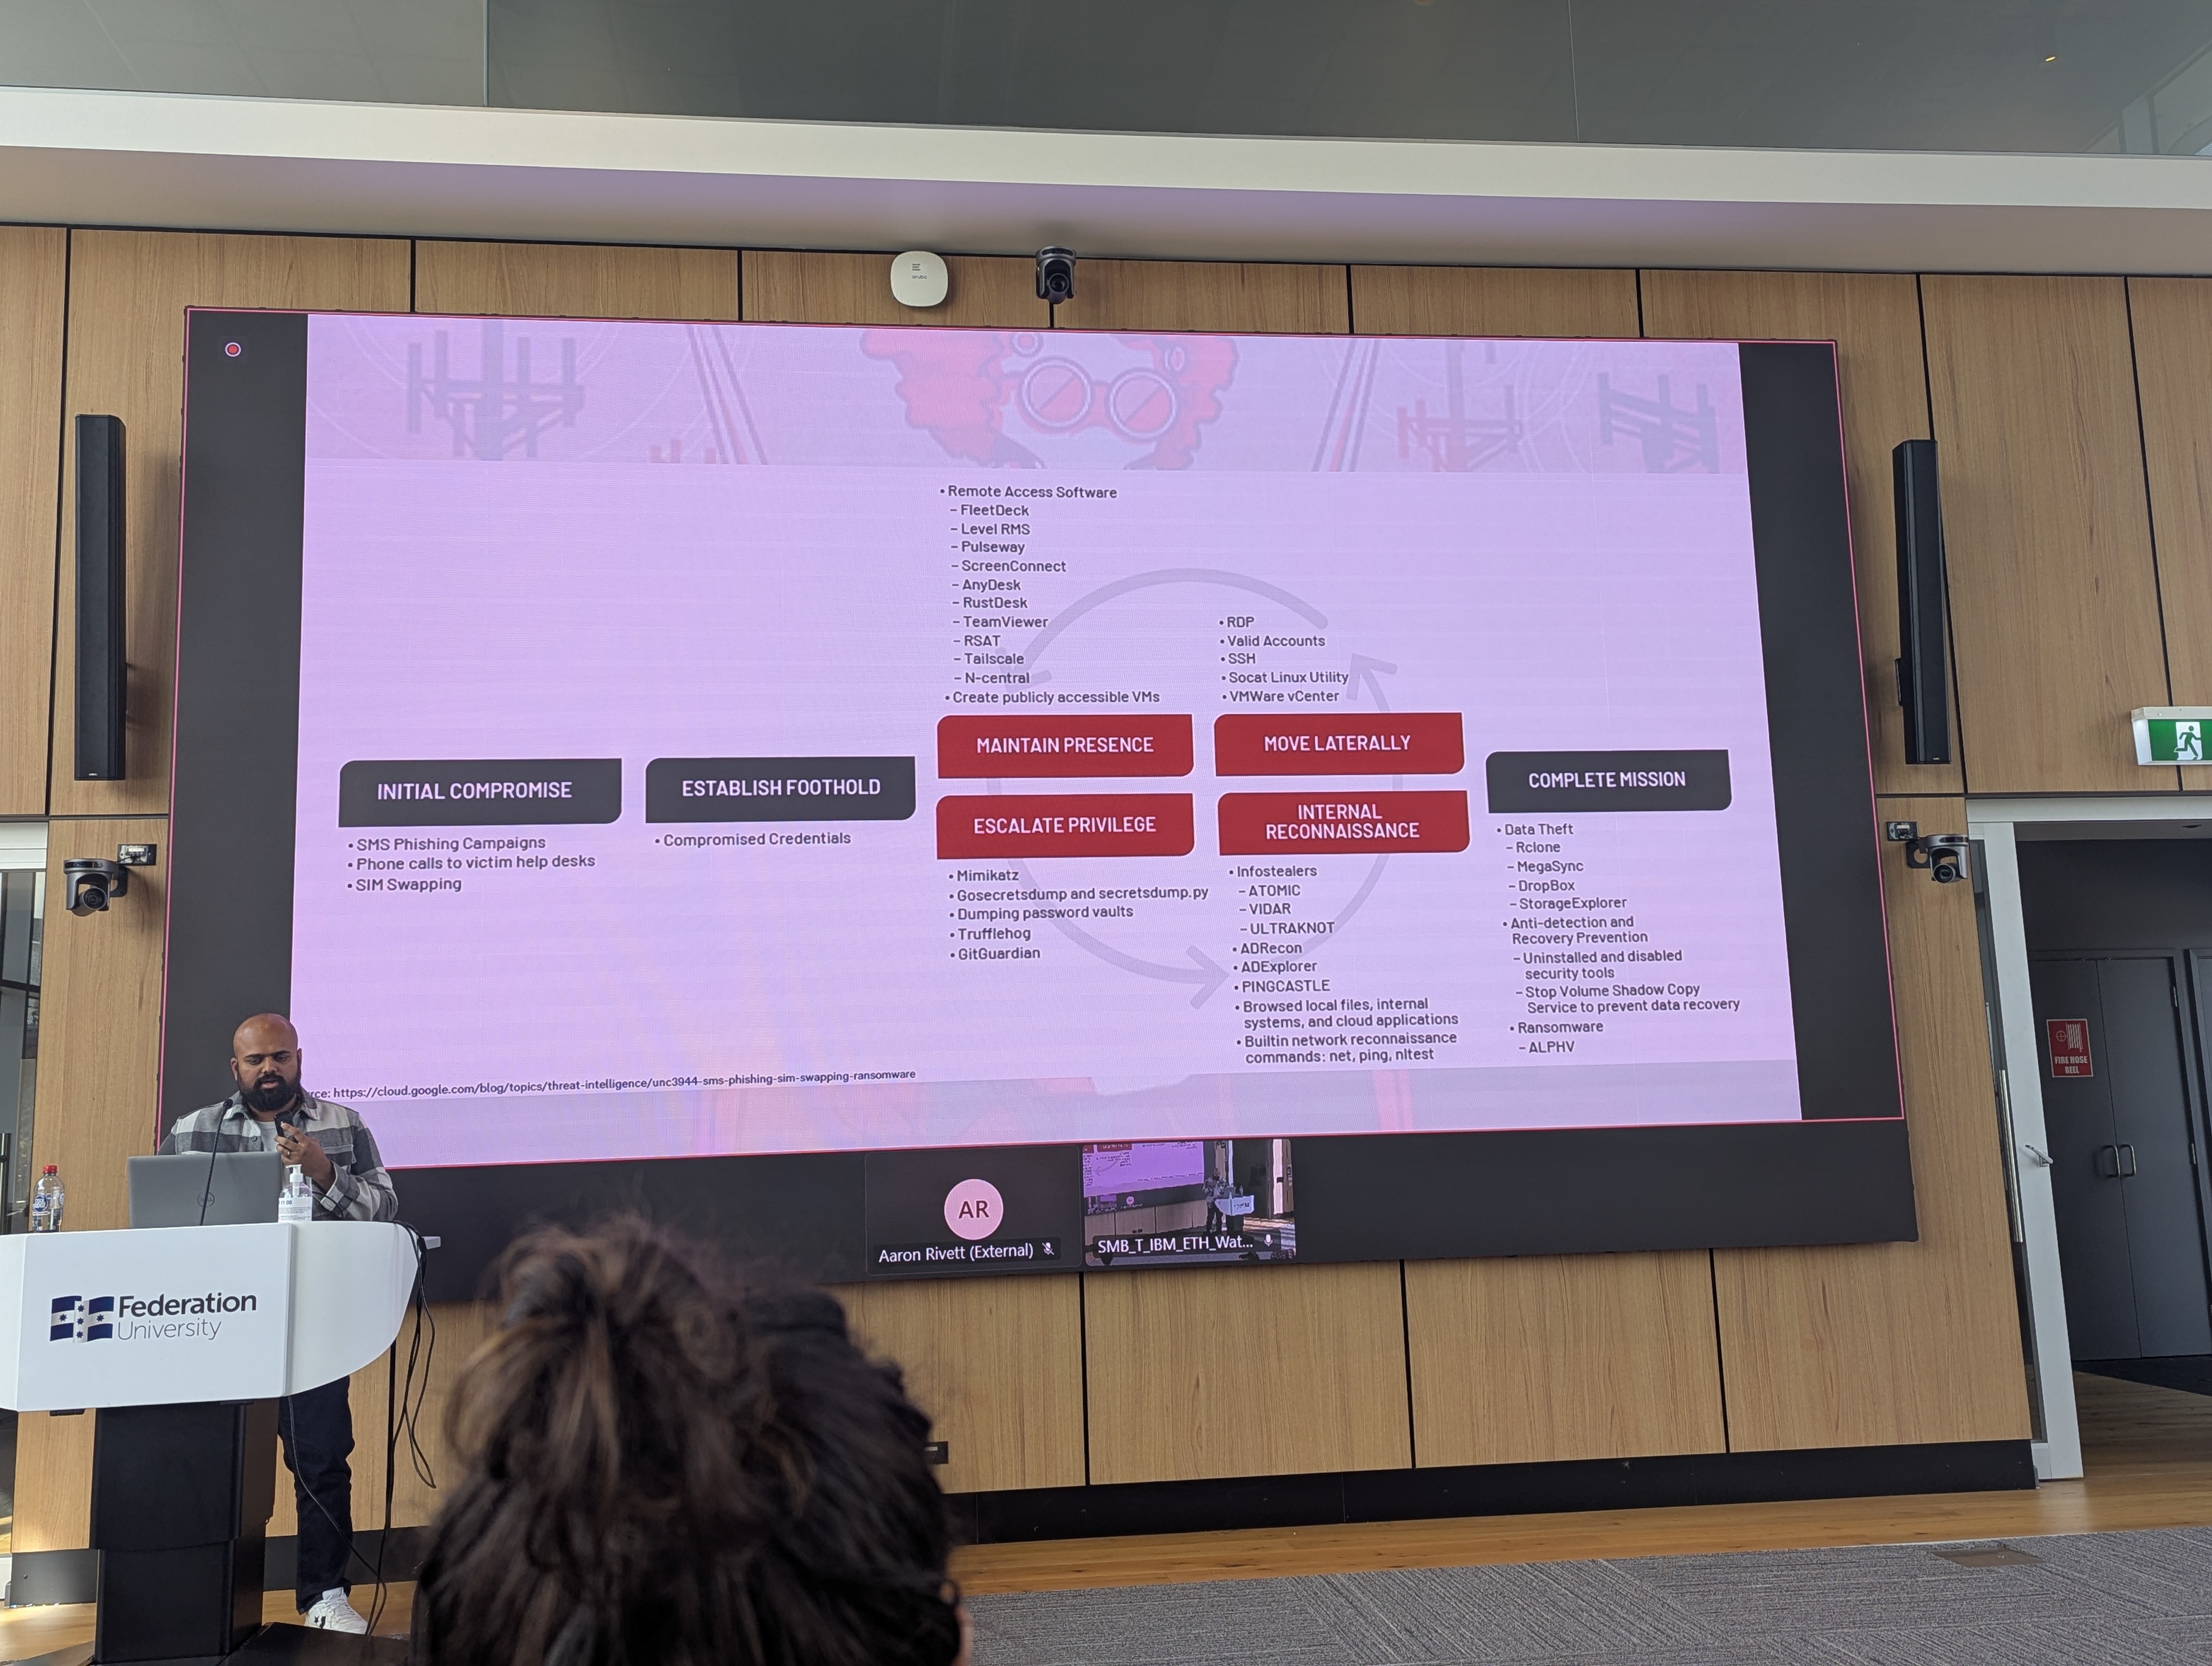 aruba
• Remote Access Software
– FleetDeck
– Level RMS
– Pulseway
– ScreenConnect
– AnyDesk
– RustDesk
– TeamViewer
– RSAT
– Tailscale
– N-central
• Create publicly accessible VMs
• RDP
• Valid Accounts
• SSH
• Socat Linux Utility
• VMWare vCenter
INITIAL COMPROMISE
• SMS Phishing Campaigns
• Phone calls to victim help desks
• SIM Swapping
ESTABLISH FOOTHOLD
• Compromised Credentials
MAINTAIN PRESENCE
MOVE LATERALLY
ESCALATE PRIVILEGE
• Mimikatz
• Gosecretsdump and secretsdump.py
• Dumping password vaults
• Trufflehog
• GitGuardian
INTERNAL
RECONNAISSANCE
• Infostealers
– ATOMIC
– VIDAR
– ULTRAKNOT
• ADRecon
• ADExplorer
• PINGCASTLE
• Browsed local files, internal
systems, and cloud applications
• Builtin network reconnaissance
commands: net, ping, nltest
COMPLETE MISSION
• Data Theft
– Rclone
– MegaSync
– DropBox
– StorageExplorer
• Anti-detection and
Recovery Prevention
– Uninstalled and disabled
security tools
– Stop Volume Shadow Copy
Service to prevent data recovery
• Ransomware
– ALPHV
rce: https://cloud.google.com/blog/topics/threat-intelligence/unc3944-sms-phishing-sim-swapping-ransomware
AR
Aaron Rivett (External)
SMB_T_IBM_ETH_Wat...
Federation
University
FIRE HOSE
REEL